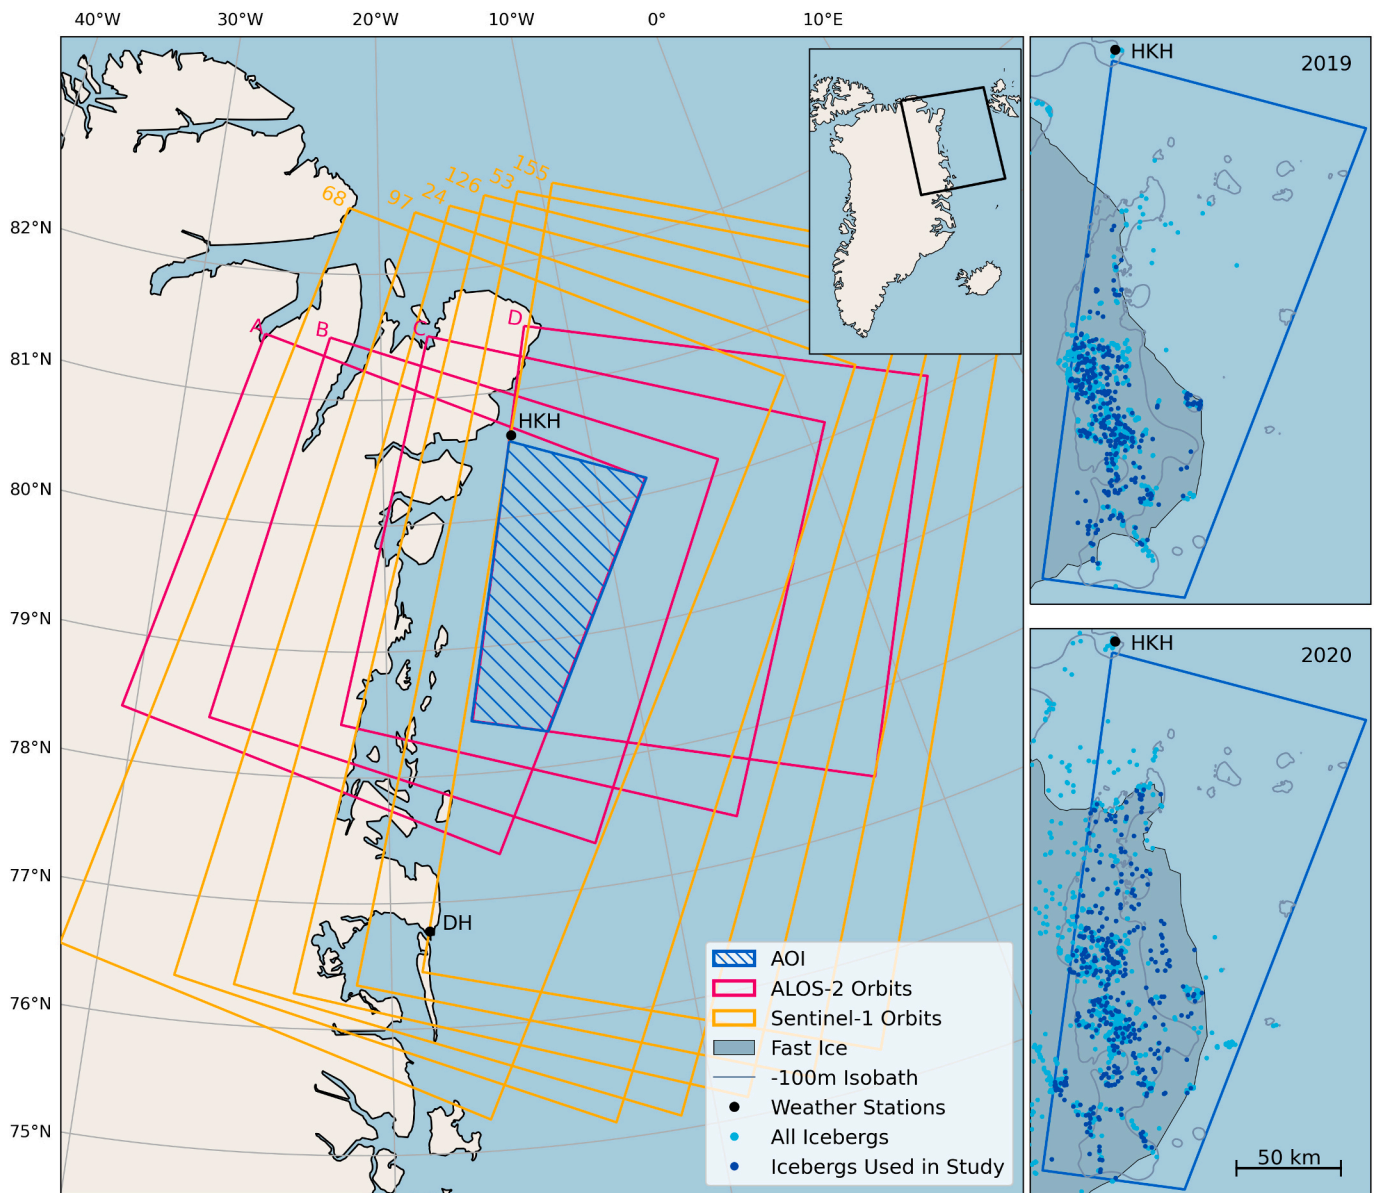 40°W 30°W 20°W 10°W 0° 10°E
HKH
2019
155
53
126
24
97
68
82°N
D
A
B
C
81°N
HKH
80°N
79°N
HKH
2020
78°N
77°N
DH
AOI
ALOS-2 Orbits
76°N
Sentinel-1 Orbits
Fast Ice
-100m Isobath
Weather Stations
75°N
All Icebergs
Icebergs Used in Study
50 km